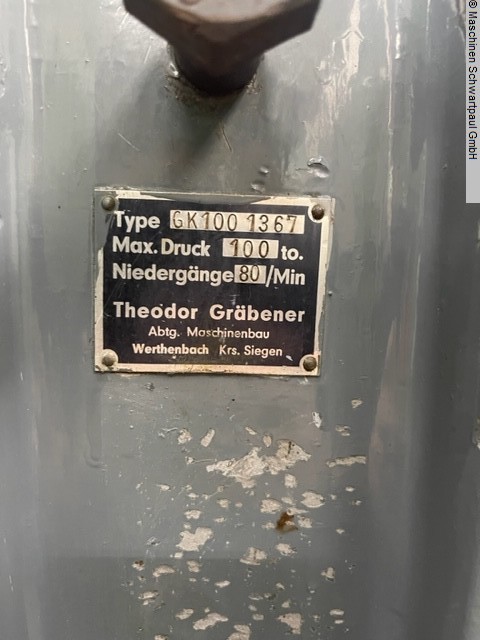 Type GK100 1367
Max. Druck 100 to.
Niedergänge 80 /Min
Theodor Gräbener
Abtg. Maschinenbau
Werthenbach Krs. Siegen
© Maschinen Schwartpaul GmbH